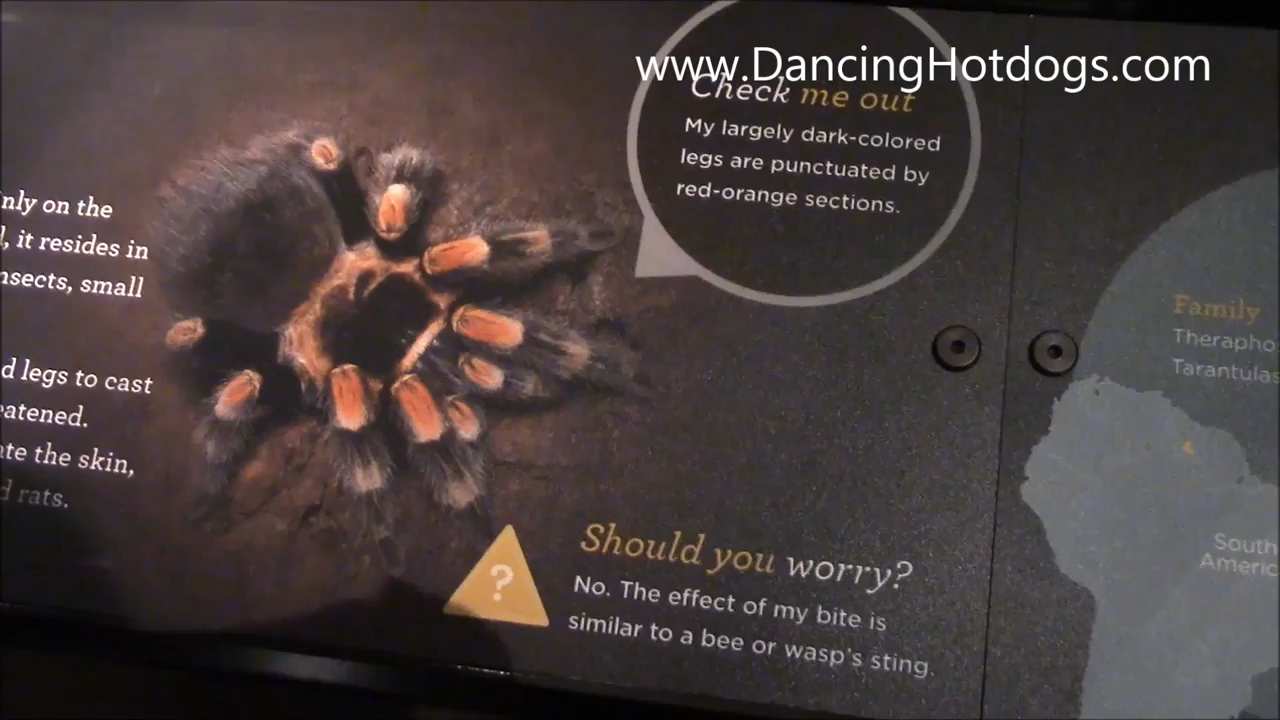 www.DancingHotdogs.com
nly on the
, it resides in
nsects, small
d legs to cast
eatened.
te the skin,
d rats.
Check me out
My largely dark-colored
legs are punctuated by
red-orange sections.
Should you worry?
?
No. The effect of my bite is
similar to a bee or wasp's sting.
Family
Therapho
Tarantulas
South
Americ